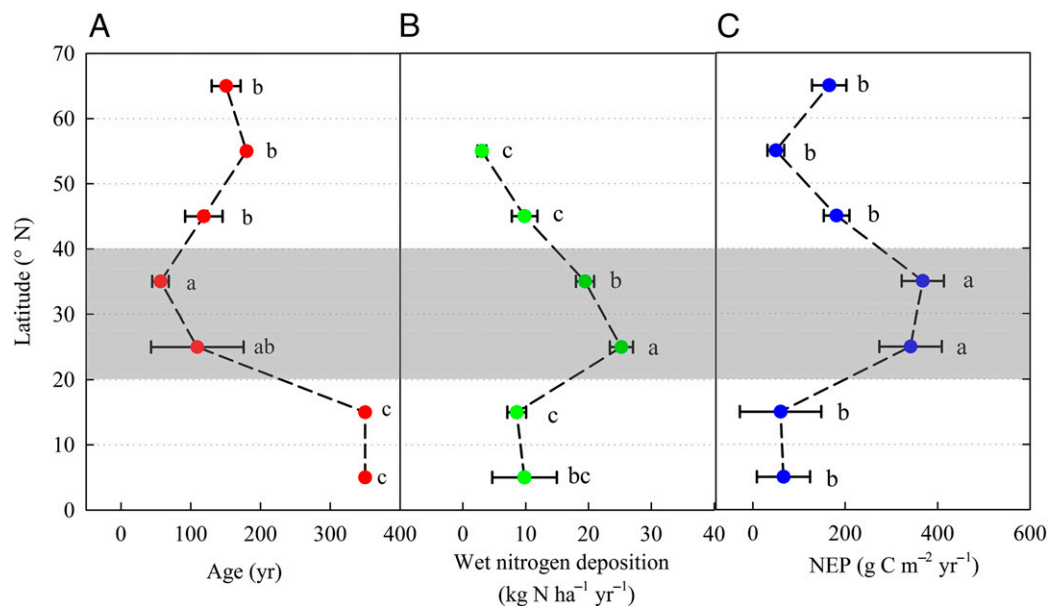 A B C
70
60
50
40
30
20
10
0
Latitude (° N)
b
b
b
a
ab
c
c
0 100 200 300 400
Age (yr)
c
c
b
a
c
bc
0 10 20 30 40
Wet nitrogen deposition
(kg N ha⁻¹ yr⁻¹)
b
b
b
a
a
b
b
0 200 400 600
NEP (g C m⁻² yr⁻¹)